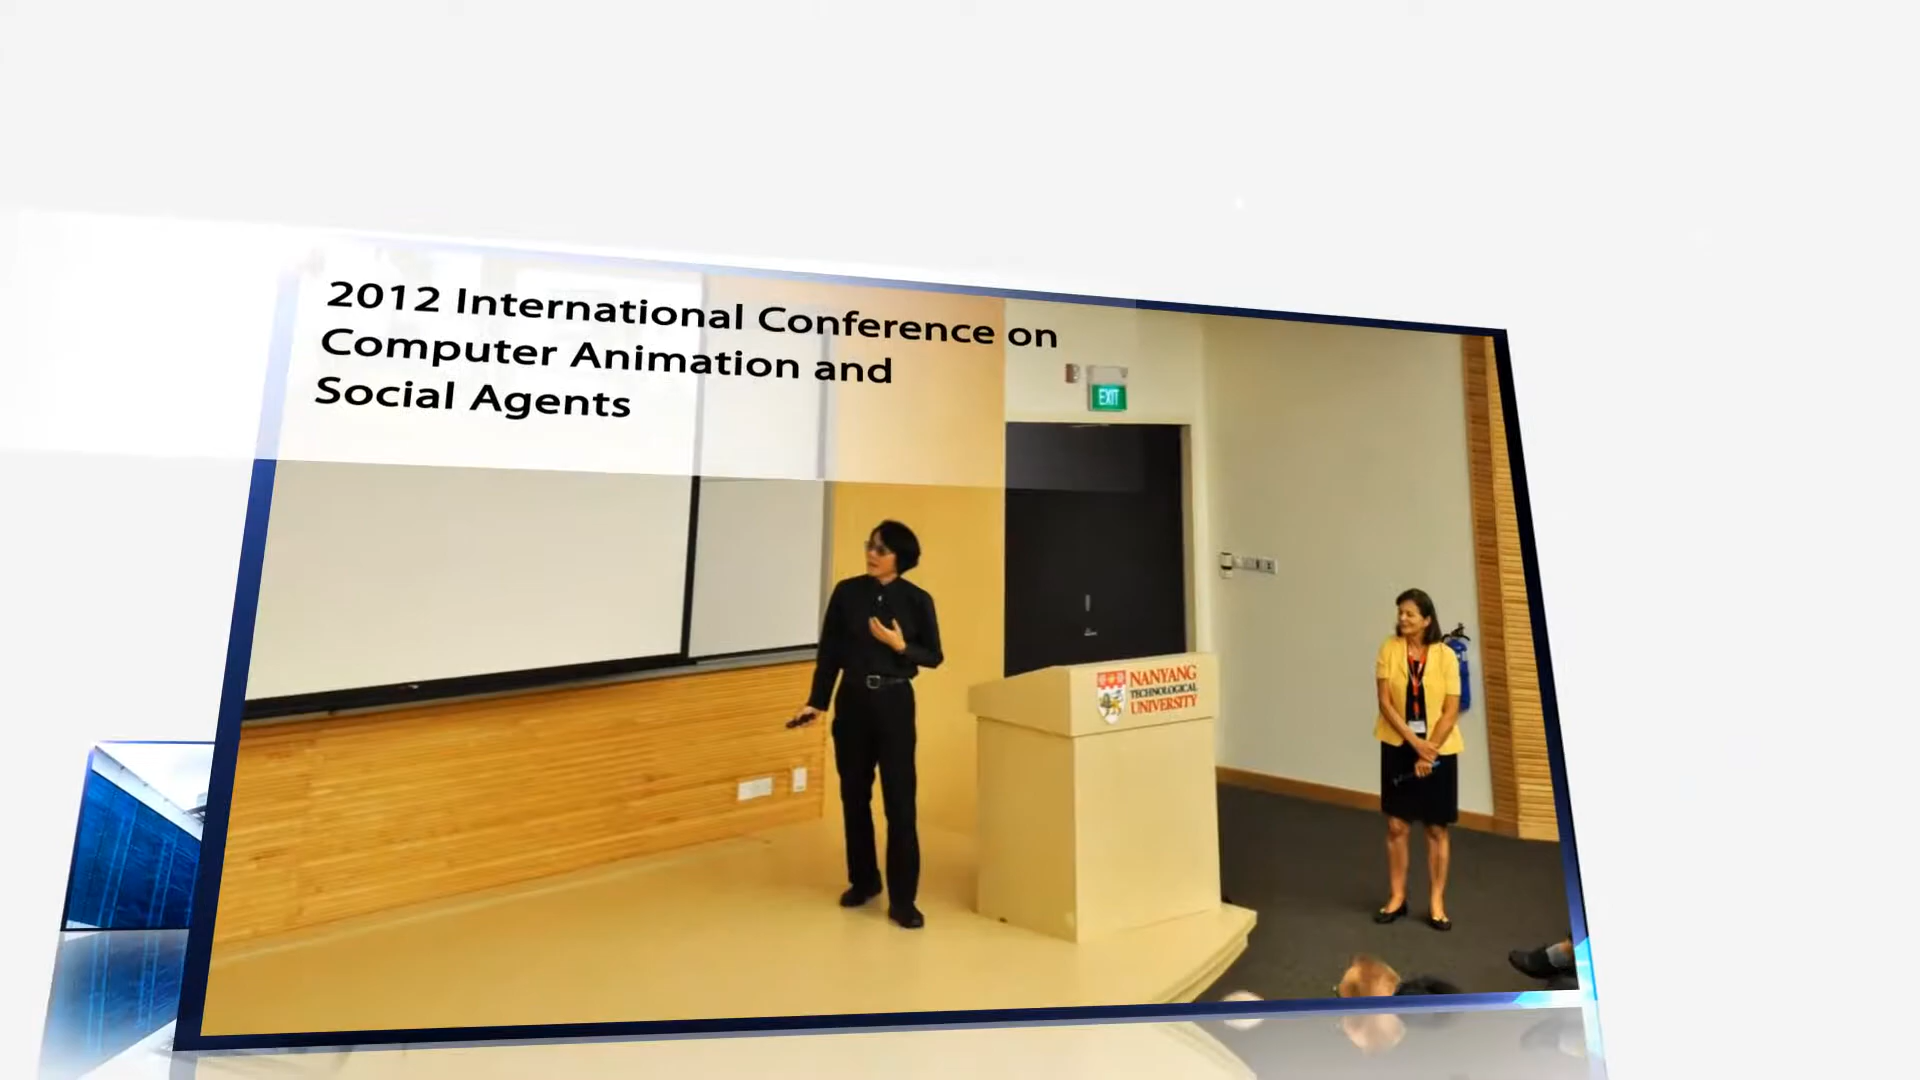 2012 International Conference on
Computer Animation and
Social Agents
EXIT
NANYANG
TECHNOLOGICAL
UNIVERSITY